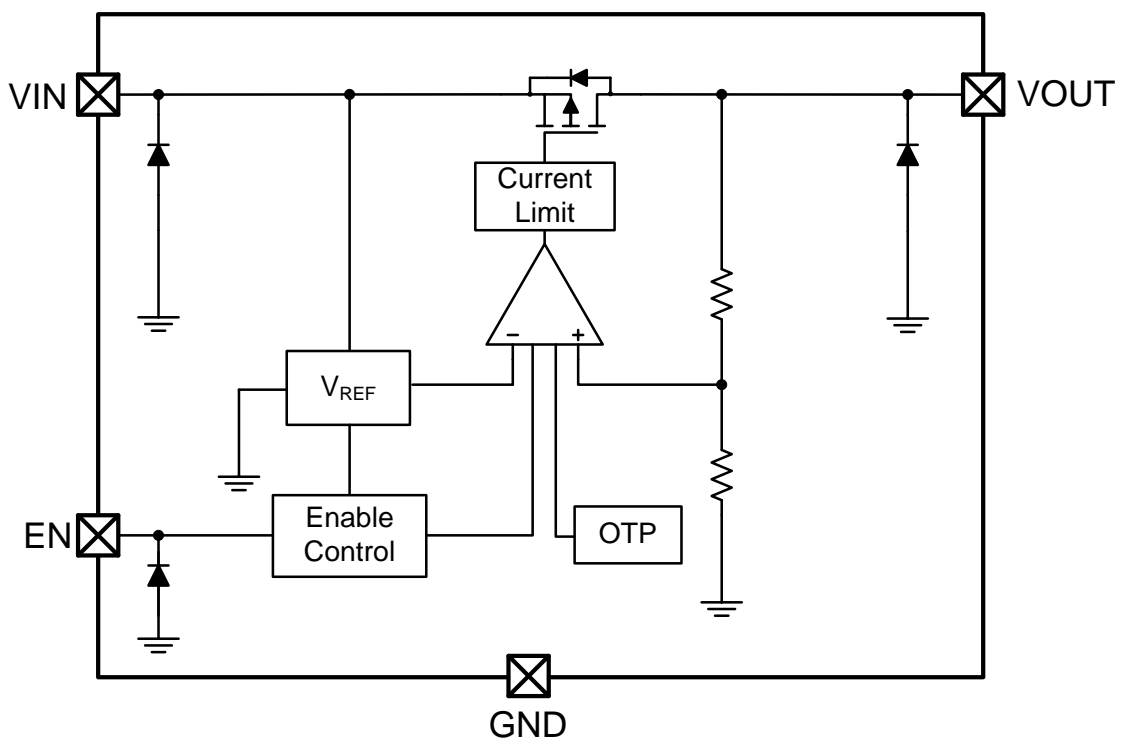 VIN
VOUT
Current
Limit
- +
V_REF
EN
Enable
Control
OTP
GND